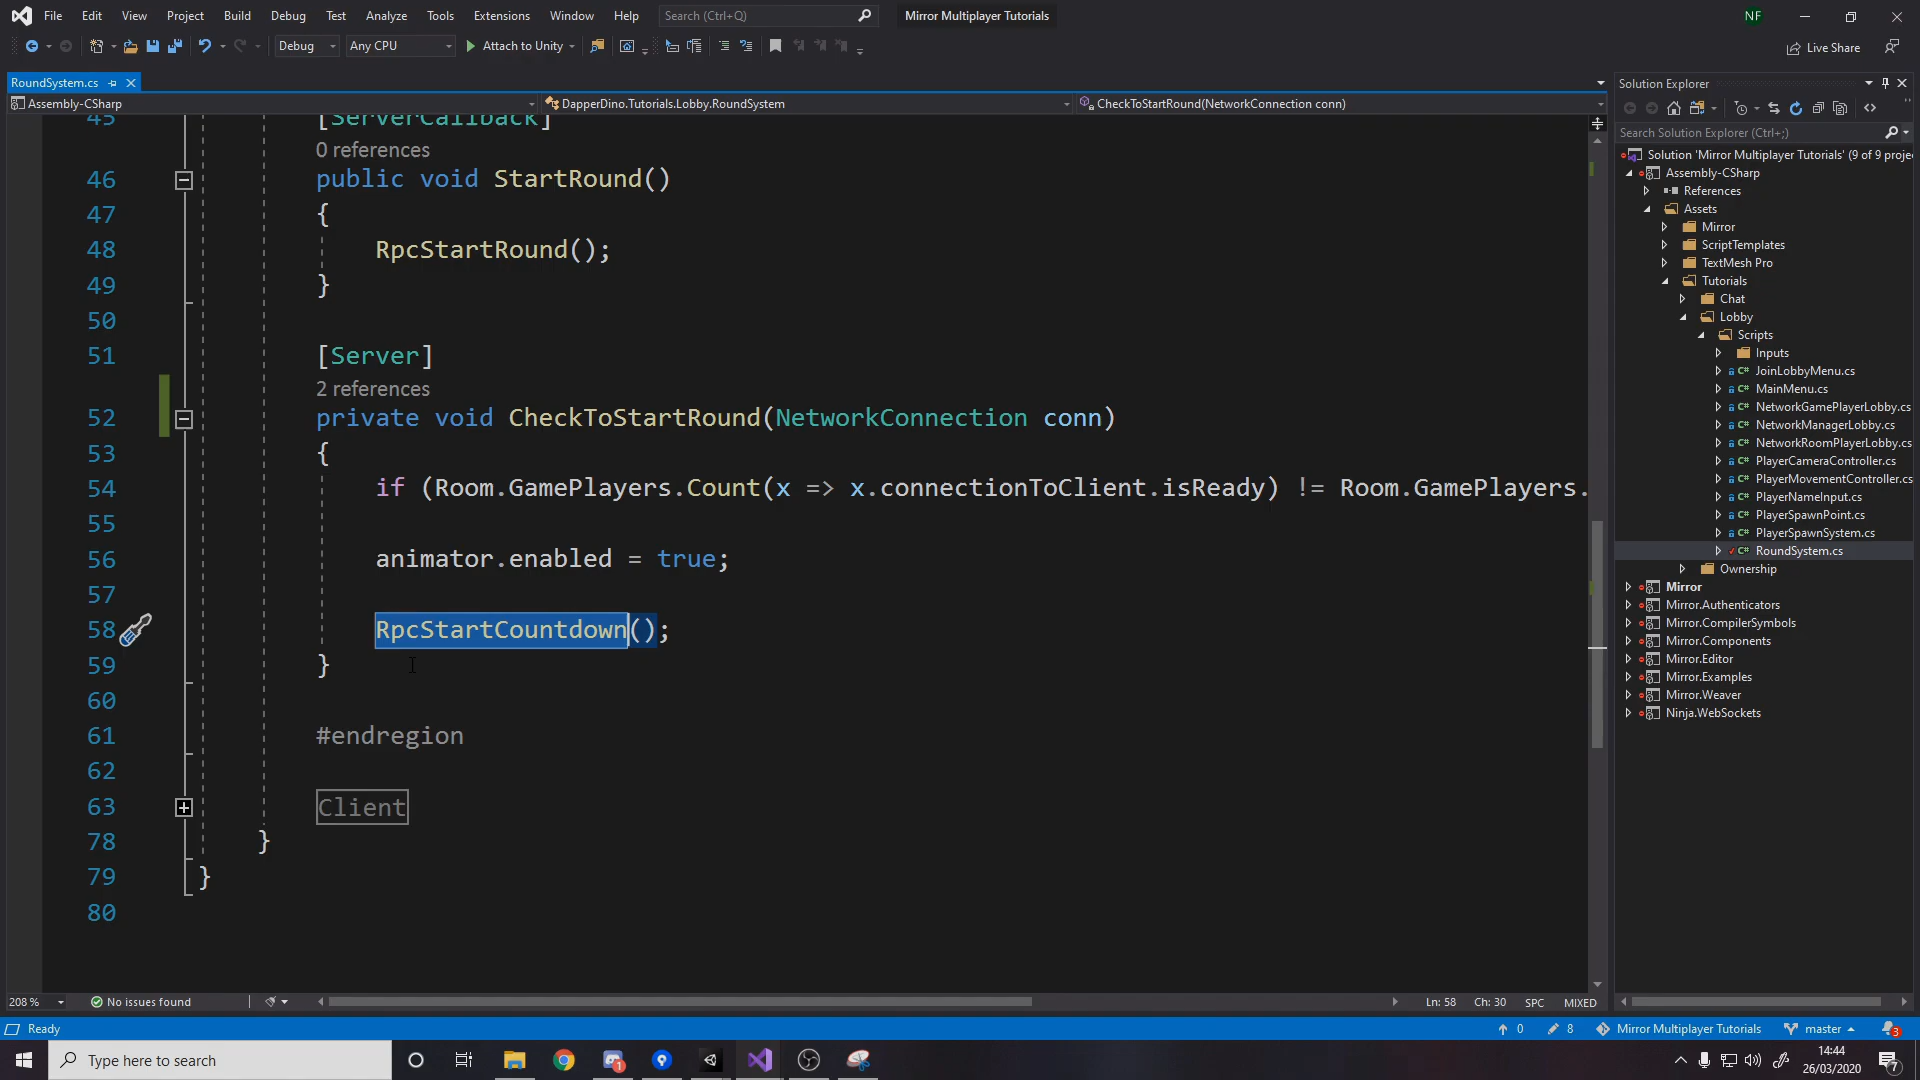 File Edit View Project Build Debug Test Analyze Tools Extensions Window Help Search (Ctrl+Q) Mirror Multiplayer Tutorials NF
Debug Any CPU Attach to Unity Live Share
RoundSystem.cs
Assembly-CSharp DapperDino.Tutorials.Lobby.RoundSystem CheckToStartRound(NetworkConnection conn)
45 [ServerCallback]
0 references
46 public void StartRound()
47 {
48 RpcStartRound();
49 }
50
51 [Server]
2 references
52 private void CheckToStartRound(NetworkConnection conn)
53 {
54 if (Room.GamePlayers.Count(x => x.connectionToClient.isReady) != Room.GamePlayers.
55
56 animator.enabled = true;
57
58 RpcStartCountdown();
59 }
60
61 #endregion
62
63 Client
78 }
79 }
80
208 % No issues found Ln: 58 Ch: 30 SPC MIXED
Solution Explorer
Search Solution Explorer (Ctrl+;)
Solution 'Mirror Multiplayer Tutorials' (9 of 9 proje
Assembly-CSharp
References
Assets
Mirror
ScriptTemplates
TextMesh Pro
Tutorials
Chat
Lobby
Scripts
Inputs
JoinLobbyMenu.cs
MainMenu.cs
NetworkGamePlayerLobby.cs
NetworkManagerLobby.cs
NetworkRoomPlayerLobby.cs
PlayerCameraController.cs
PlayerMovementController.cs
PlayerNameInput.cs
PlayerSpawnPoint.cs
PlayerSpawnSystem.cs
RoundSystem.cs
Ownership
Mirror
Mirror.Authenticators
Mirror.CompilerSymbols
Mirror.Components
Mirror.Editor
Mirror.Examples
Mirror.Weaver
Ninja.WebSockets
Ready 0 8 Mirror Multiplayer Tutorials master 3
Type here to search 1 14:44
26/03/2020 7